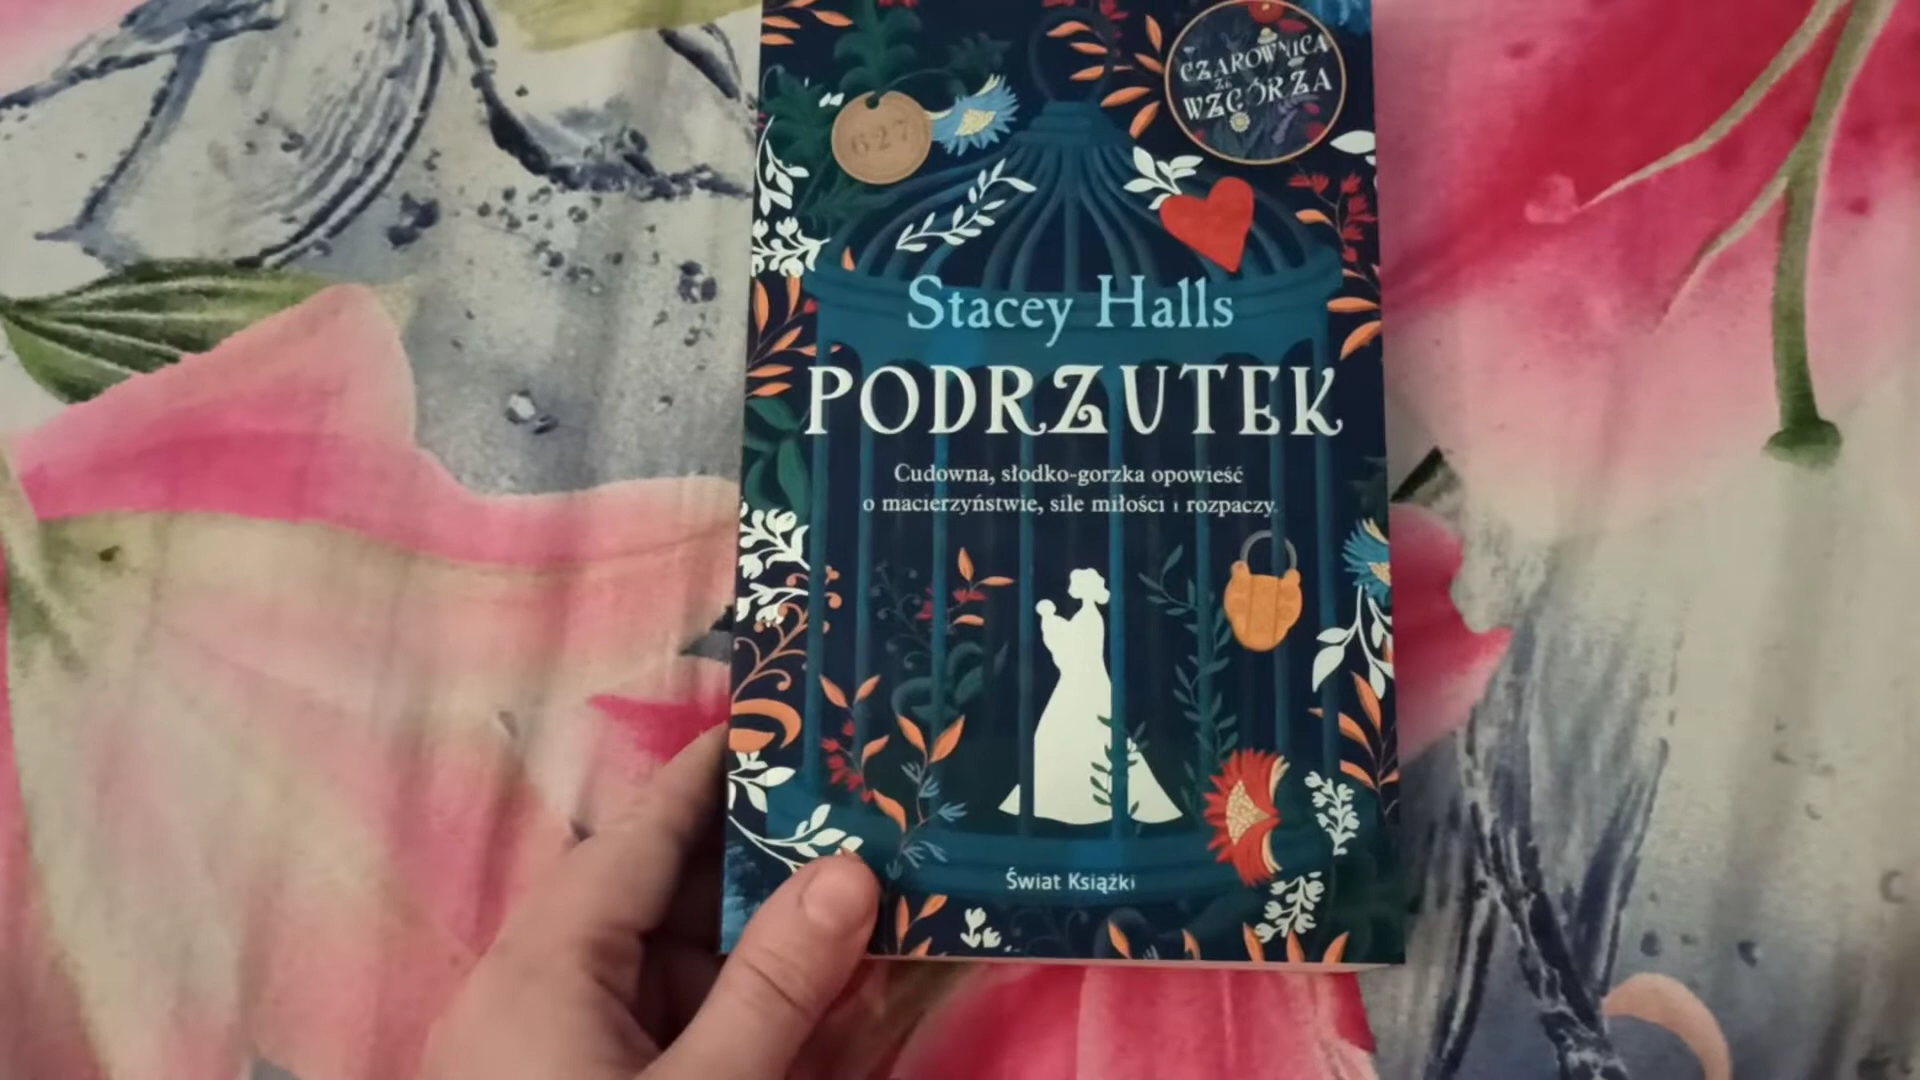 CZAROWNICA
ZE
WZGÓRZA
627
Stacey Halls
PODRZUTEK
Cudowna, słodko-gorzka opowieść
o macierzyństwie, sile miłości i rozpaczy.
Świat Książki